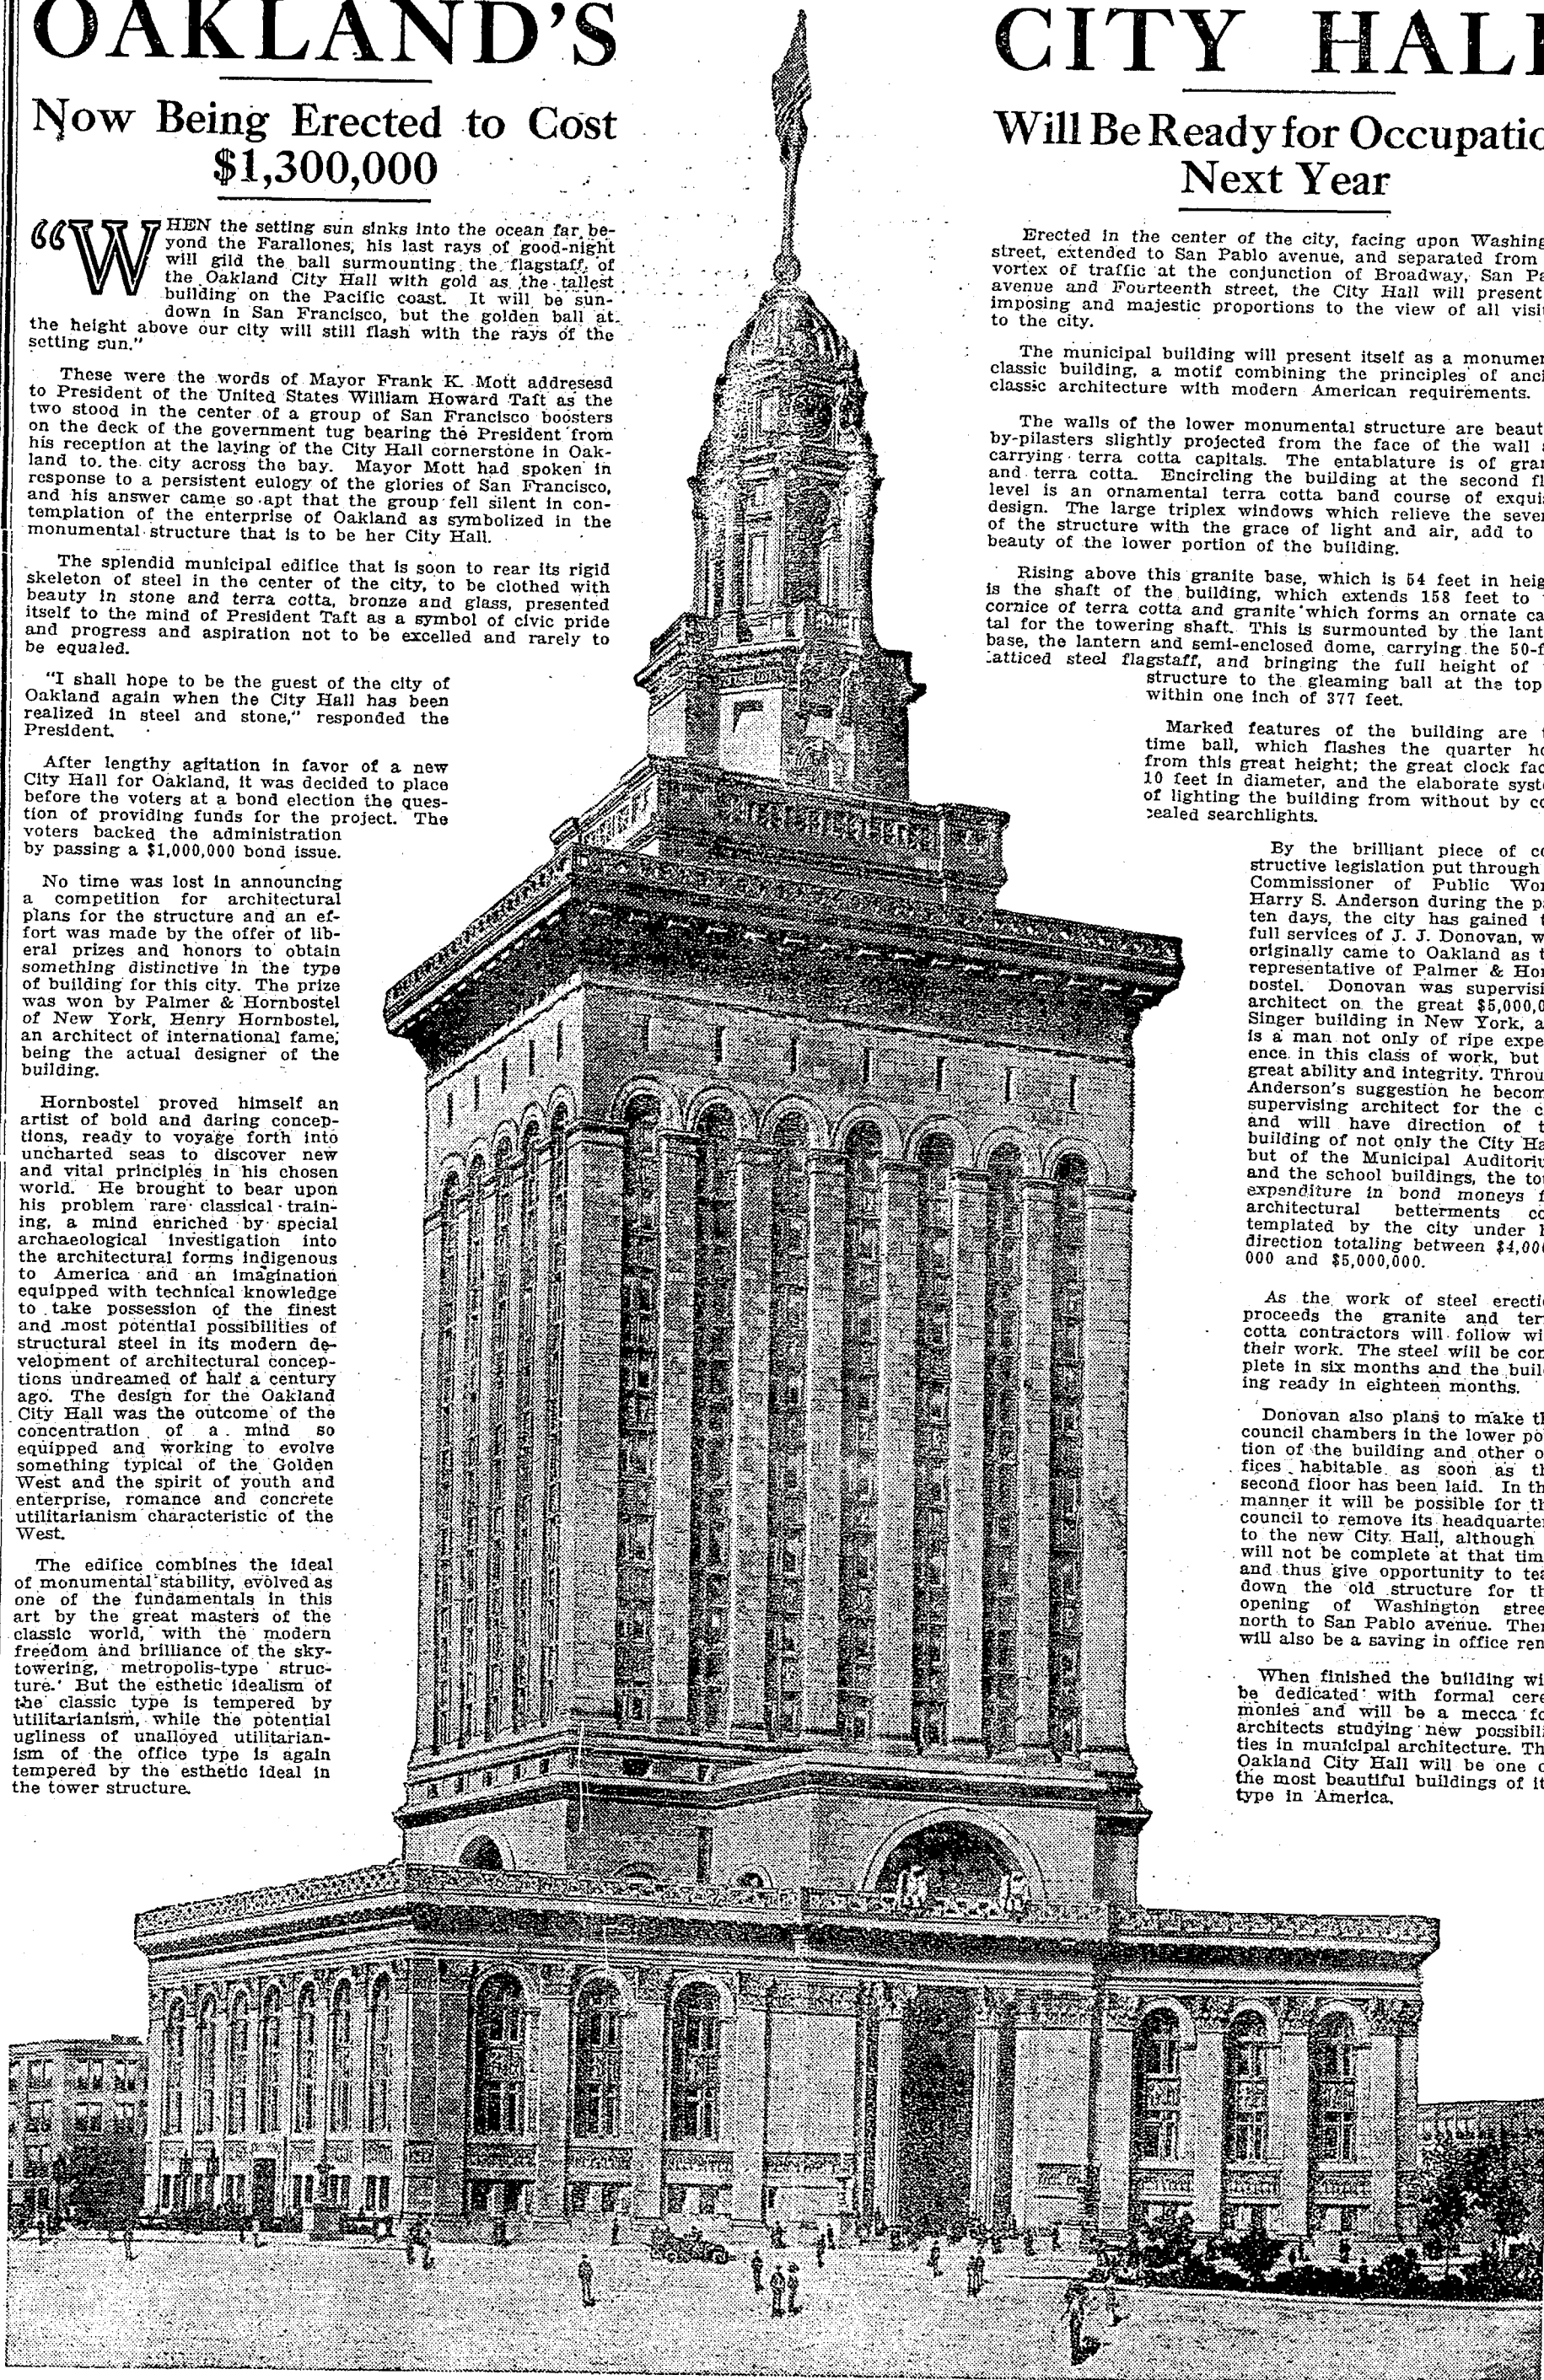 OAKLAND'S
Now Being Erected to Cost
$1,300,000
"WHEN the setting sun sinks into the ocean far be-
yond the Farallones, his last rays of good-night
will gild the ball surmounting the flagstaff of
the Oakland City Hall with gold as the tallest
building on the Pacific coast. It will be sun-
down in San Francisco, but the golden ball at
the height above our city will still flash with the rays of the
setting sun."
These were the words of Mayor Frank K. Mott addresesd
to President of the United States William Howard Taft as the
two stood in the center of a group of San Francisco boosters
on the deck of the government tug bearing the President from
his reception at the laying of the City Hall cornerstone in Oak-
land to the city across the bay. Mayor Mott had spoken in
response to a persistent eulogy of the glories of San Francisco,
and his answer came so apt that the group fell silent in con-
templation of the enterprise of Oakland as symbolized in the
monumental structure that is to be her City Hall.
The splendid municipal edifice that is soon to rear its rigid
skeleton of steel in the center of the city, to be clothed with
beauty in stone and terra cotta, bronze and glass, presented
itself to the mind of President Taft as a symbol of civic pride
and progress and aspiration not to be excelled and rarely to
be equaled.
"I shall hope to be the guest of the city of
Oakland again when the City Hall has been
realized in steel and stone," responded the
President.
After lengthy agitation in favor of a new
City Hall for Oakland, it was decided to place
before the voters at a bond election the ques-
tion of providing funds for the project. The
voters backed the administration
by passing a $1,000,000 bond issue.
No time was lost in announcing
a competition for architectural
plans for the structure and an ef-
fort was made by the offer of lib-
eral prizes and honors to obtain
something distinctive in the type
of building for this city. The prize
was won by Palmer & Hornbostel
of New York, Henry Hornbostel,
an architect of international fame,
being the actual designer of the
building.
Hornbostel proved himself an
artist of bold and daring concep-
tions, ready to voyage forth into
uncharted seas to discover new
and vital principles in his chosen
world. He brought to bear upon
his problem rare classical train-
ing, a mind enriched by special
archaeological investigation into
the architectural forms indigenous
to America and an imagination
equipped with technical knowledge
to take possession of the finest
and most potential possibilities of
structural steel in its modern de-
velopment of architectural concep-
tions undreamed of half a century
ago. The design for the Oakland
City Hall was the outcome of the
concentration of a mind so
equipped and working to evolve
something typical of the Golden
West and the spirit of youth and
enterprise, romance and concrete
utilitarianism characteristic of the
West.
The edifice combines the ideal
of monumental stability, evolved as
one of the fundamentals in this
art by the great masters of the
classic world, with the modern
freedom and brilliance of the sky-
towering, metropolis-type struc-
ture. But the esthetic idealism of
the classic type is tempered by
utilitarianism, while the potential
ugliness of unalloyed utilitarian-
ism of the office type is again
tempered by the esthetic ideal in
the tower structure.
CITY HALL
Will Be Ready for Occupatio
Next Year
Erected in the center of the city, facing upon Washing
street, extended to San Pablo avenue, and separated from
vortex of traffic at the conjunction of Broadway, San Pa
avenue and Fourteenth street, the City Hall will present
imposing and majestic proportions to the view of all visi
to the city.
The municipal building will present itself as a monumen
classic building, a motif combining the principles of anci
classic architecture with modern American requirements.
The walls of the lower monumental structure are beaut
by pilasters slightly projected from the face of the wall
carrying terra cotta capitals. The entablature is of gran
and terra cotta. Encircling the building at the second fl
level is an ornamental terra cotta band course of exqui
design. The large triplex windows which relieve the sever
of the structure with the grace of light and air, add to
beauty of the lower portion of the building.
Rising above this granite base, which is 54 feet in heig
is the shaft of the building, which extends 158 feet to
cornice of terra cotta and granite which forms an ornate ca
tal for the towering shaft. This is surmounted by the lant
base, the lantern and semi-enclosed dome, carrying the 50-f
latticed steel flagstaff, and bringing the full height of
structure to the gleaming ball at the top
within one inch of 377 feet.
Marked features of the building are t
time ball, which flashes the quarter ho
from this great height; the great clock fac
10 feet in diameter, and the elaborate syste
of lighting the building from without by co
cealed searchlights.
By the brilliant piece of co
structive legislation put through
Commissioner of Public Wor
Harry S. Anderson during the pa
ten days, the city has gained t
full services of J. J. Donovan, w
originally came to Oakland as t
representative of Palmer & Hor
bostel. Donovan was supervisi
architect on the great $5,000,0
Singer building in New York, a
is a man not only of ripe experi
ence in this class of work, but
great ability and integrity. Throu
Anderson's suggestion he becom
supervising architect for the c
and will have direction of t
building of not only the City Ha
but of the Municipal Auditoriu
and the school buildings, the to
expenditure in bond moneys f
architectural betterments co
templated by the city under h
direction totaling between $4,000
000 and $5,000,000.
As the work of steel erectio
proceeds the granite and terr
cotta contractors will follow wi
their work. The steel will be com
plete in six months and the build
ing ready in eighteen months.
Donovan also plans to make th
council chambers in the lower po
tion of the building and other o
fices habitable as soon as th
second floor has been laid. In th
manner it will be possible for th
council to remove its headquarter
to the new City Hall, although
will not be complete at that tim
and thus give opportunity to tea
down the old structure for th
opening of Washington stree
north to San Pablo avenue. Ther
will also be a saving in office ren
When finished the building wi
be dedicated with formal cere
monies and will be a mecca fo
architects studying new possibili
ties in municipal architecture. Th
Oakland City Hall will be one o
the most beautiful buildings of it
type in America.